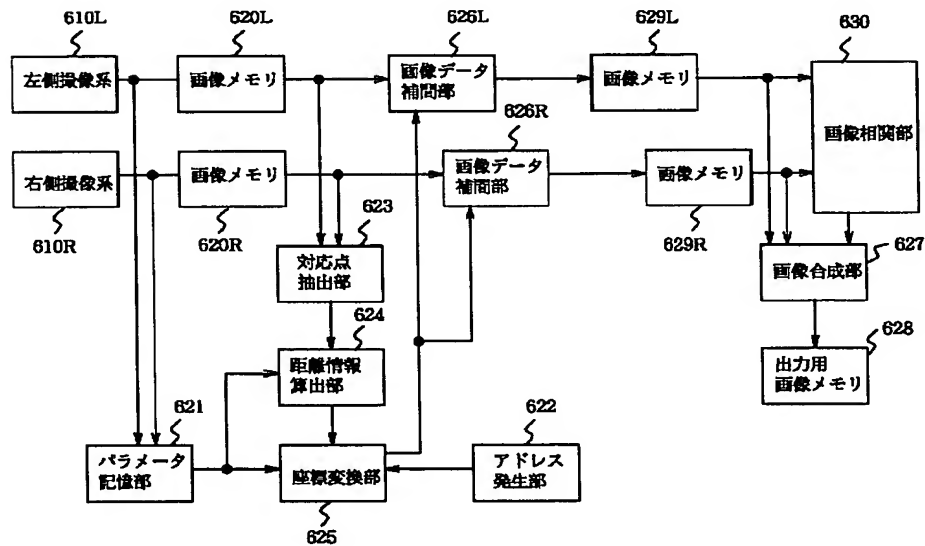 610L
620L
626L
629L
630
左側撮像系
画像メモリ
画像データ
補間部
画像メモリ
画像相関部
626R
右側撮像系
画像メモリ
画像データ
補間部
画像メモリ
610R
620R
623
629R
対応点
抽出部
画像合成部
627
624
距離情報
算出部
628
出力用
画像メモリ
621
622
パラメータ
記憶部
座標変換部
アドレス
発生部
625